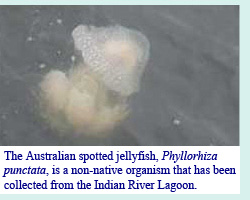 The Australian spotted jellyfish, Phyllorhiza
punctata, is a non-native organism that has been
collected from the Indian River Lagoon.